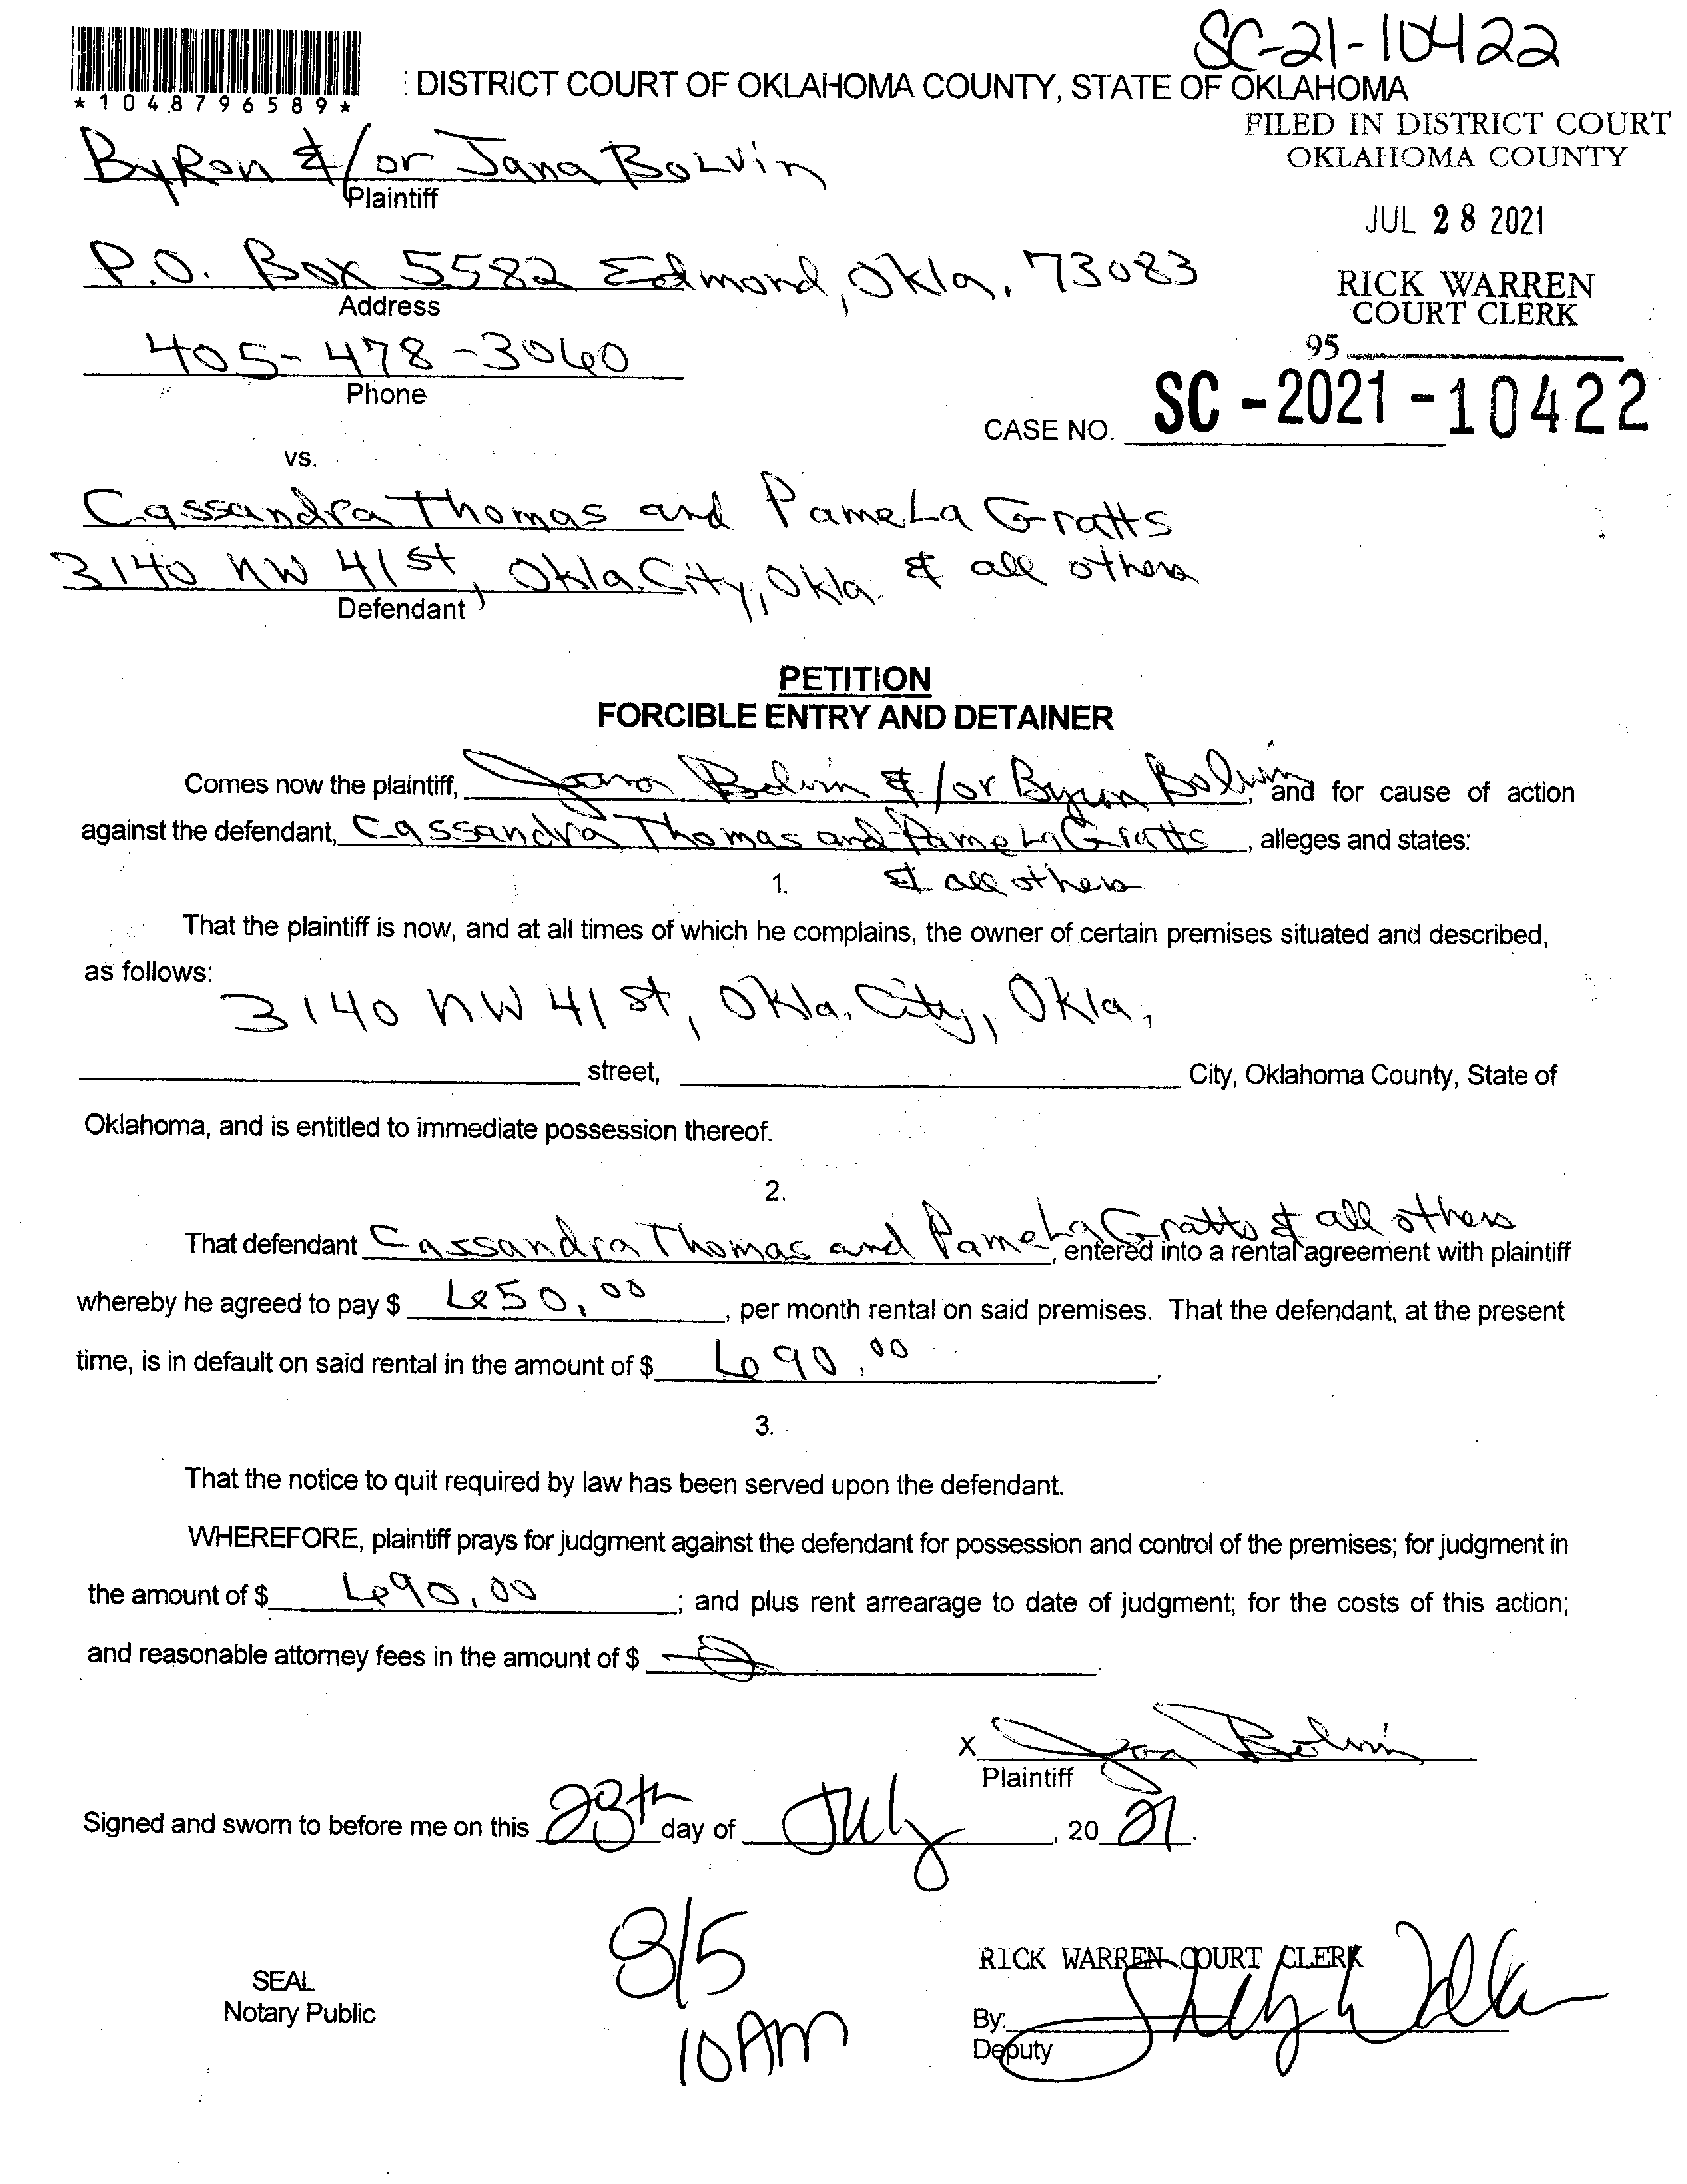 SC-21-10422
*1048796589*
DISTRICT COURT OF OKLAHOMA COUNTY, STATE OF OKLAHOMA
FILED IN DISTRICT COURT
OKLAHOMA COUNTY
ByRon &/or Jana BoLvin
Plaintiff
JUL 28 2021
P.O. Box 5582 Edmond, Okla. 73083
Address
RICK WARREN
COURT CLERK
405-478-3060
Phone
95
CASE NO. SC-2021-10422
vs.
Cassandra Thomas and PameLa Gratts
3140 NW 41st, Okla. City, Okla. & all others
Defendant
PETITION
FORCIBLE ENTRY AND DETAINER
Comes now the plaintiff, Jana Bolvin &/or Byron Bolvin, and for cause of action
against the defendant, Cassandra Thomas and PameLa Gratts, alleges and states:
& all others
1.
That the plaintiff is now, and at all times of which he complains, the owner of certain premises situated and described,
as follows:
3140 NW 41st, Okla. City, Okla.
street, City, Oklahoma County, State of
Oklahoma, and is entitled to immediate possession thereof.
2.
That defendant Cassandra Thomas and PameLa Gratts & all others, entered into a rental agreement with plaintiff
whereby he agreed to pay $ 650.00, per month rental on said premises. That the defendant, at the present
time, is in default on said rental in the amount of $ 690.00.
3.
That the notice to quit required by law has been served upon the defendant.
WHEREFORE, plaintiff prays for judgment against the defendant for possession and control of the premises; for judgment in
the amount of $ 690.00; and plus rent arrearage to date of judgment; for the costs of this action;
and reasonable attorney fees in the amount of $
X Jana Bolvin
Plaintiff
Signed and sworn to before me on this 28th day of July, 2021.
8/5
10AM
SEAL
Notary Public
RICK WARREN COURT CLERK
By:
Deputy